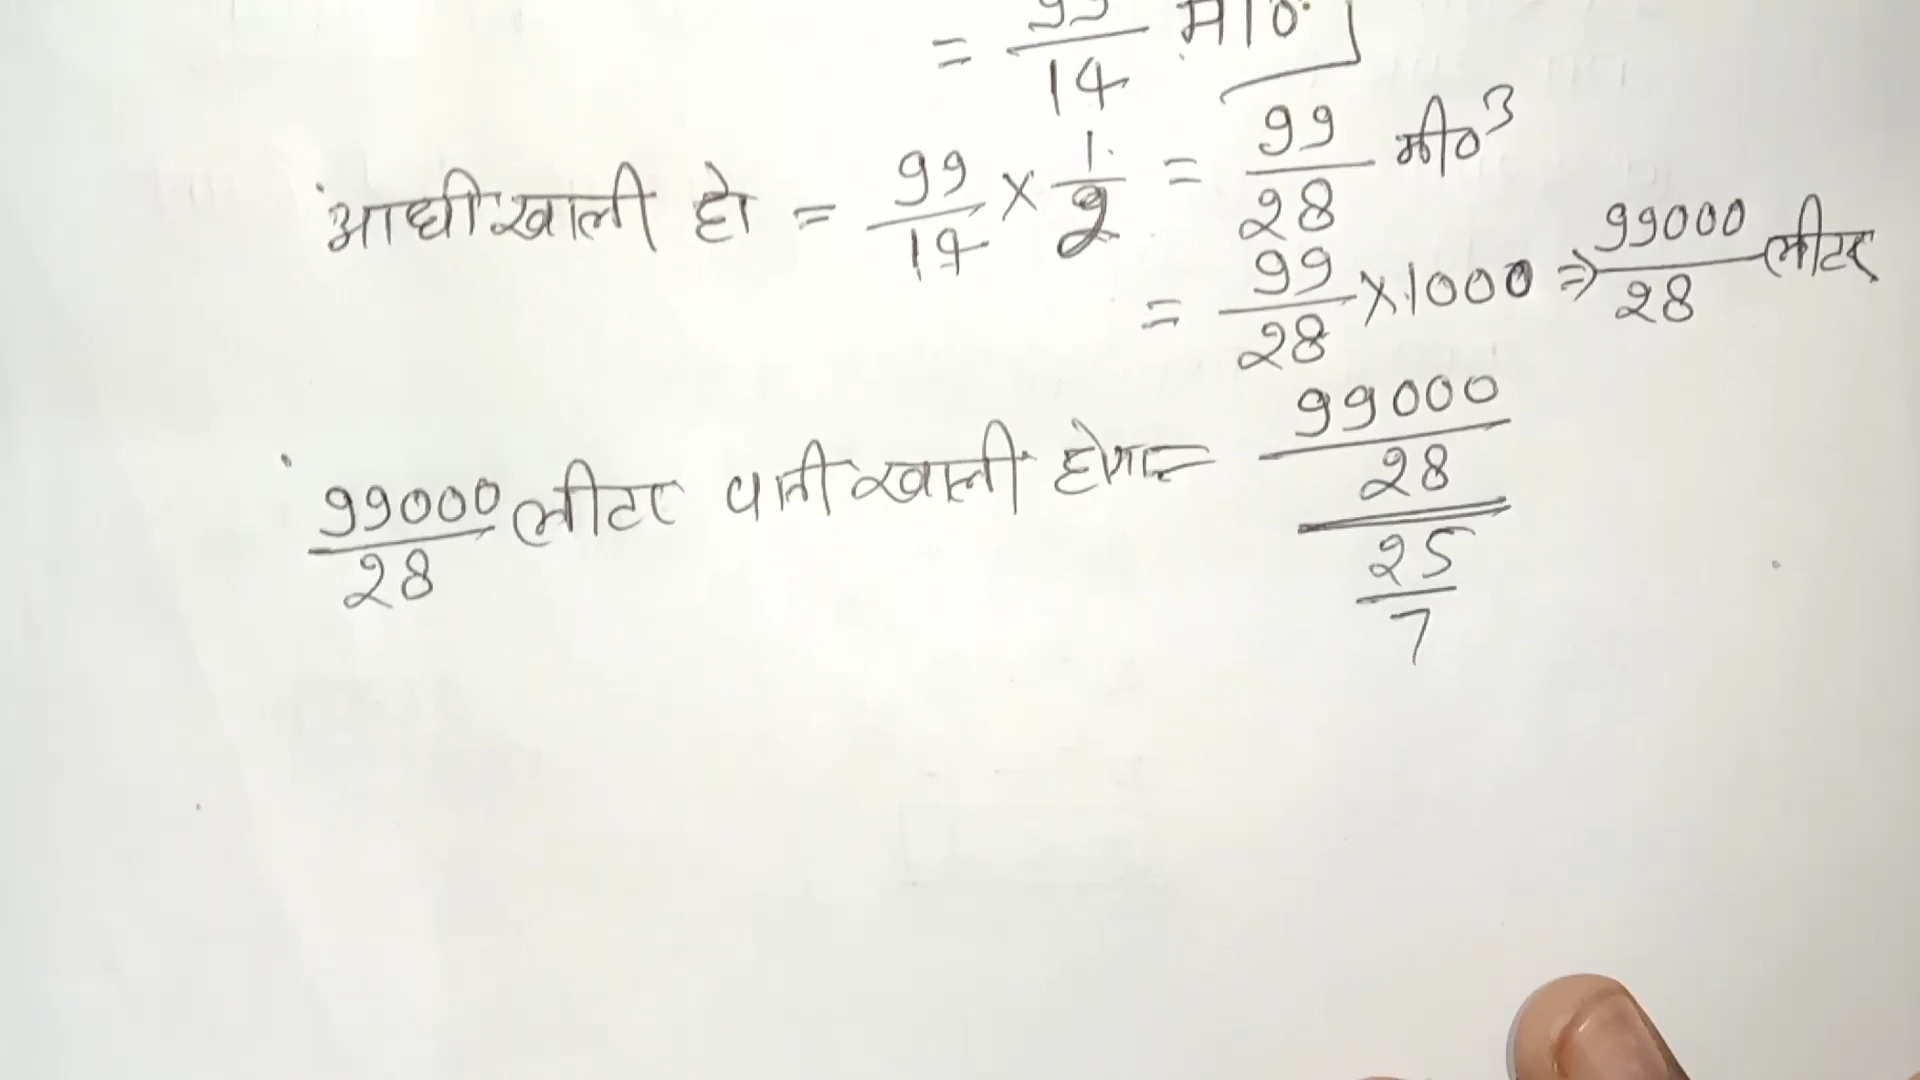 = 99/14 मी०
आधी खाली हो = 99/14 × 1/2 = 99/28 मी०³
= 99/28 × 1000 ⇒ 99000/28 लीटर
99000/28 लीटर पानी खाली होगा = 99000/28 / 25/7